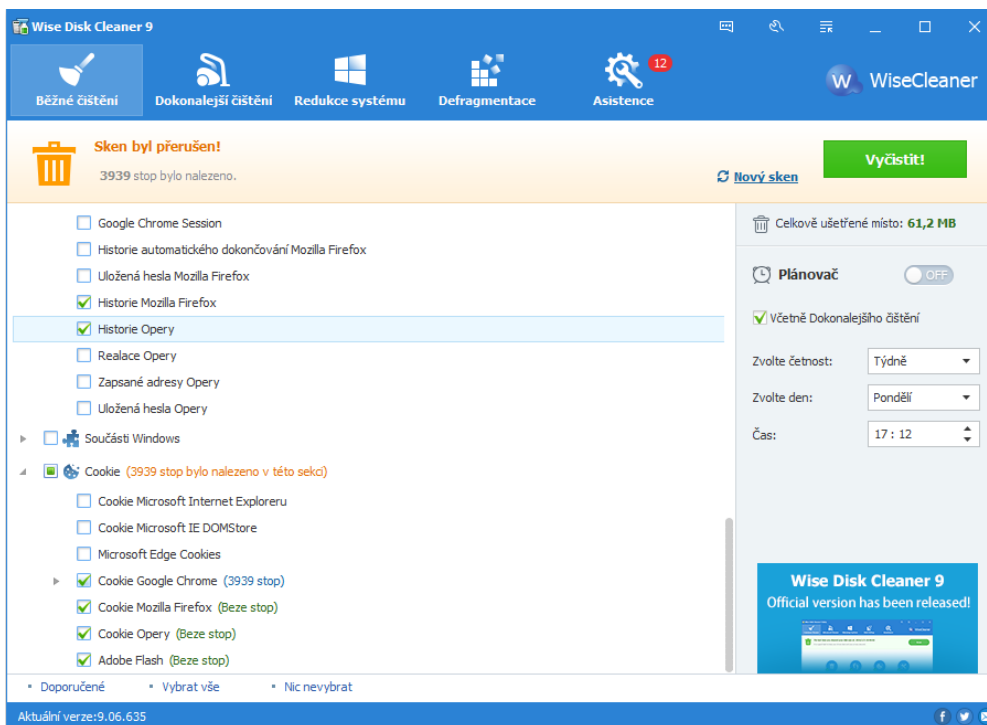 Wise Disk Cleaner 9
Běžné čištění
Dokonalejší čištění
Redukce systému
Defragmentace
Asistence
12
W
WiseCleaner
Sken byl přerušen!
3939 stop bylo nalezeno.
Nový sken
Vyčistit!
Google Chrome Session
Historie automatického dokončování Mozilla Firefox
Uložená hesla Mozilla Firefox
Historie Mozilla Firefox
Historie Opery
Realace Opery
Zapsané adresy Opery
Uložená hesla Opery
Součásti Windows
Cookie (3939 stop bylo nalezeno v této sekci)
Cookie Microsoft Internet Exploreru
Cookie Microsoft IE DOMStore
Microsoft Edge Cookies
Cookie Google Chrome (3939 stop)
Cookie Mozilla Firefox (Beze stop)
Cookie Opery (Beze stop)
Adobe Flash (Beze stop)
Celkově ušetřené místo: 61,2 MB
Plánovač
OFF
Včetně Dokonalejšího čištění
Zvolte četnost: Týdně
Zvolte den: Pondělí
Čas: 17 : 12
Wise Disk Cleaner 9
Official version has been released!
Doporučené
Vybrat vše
Nic nevybrat
Aktuální verze:9.06.635